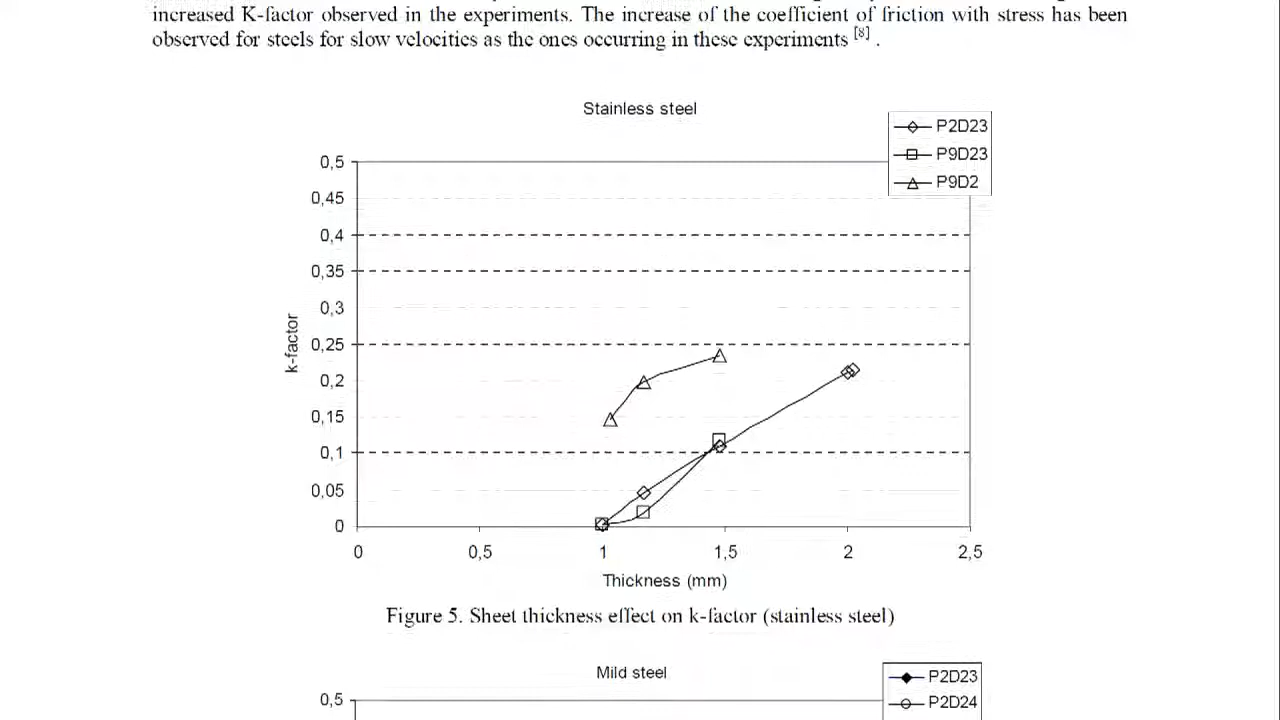 increased K-factor observed in the experiments. The increase of the coefficient of friction with stress has been
observed for steels for slow velocities as the ones occurring in these experiments [8] .
Stainless steel
P2D23
P9D23
P9D2
0,5
0,45
0,4
0,35
0,3
0,25
0,2
0,15
0,1
0,05
0
k-factor
0 0,5 1 1,5 2 2,5
Thickness (mm)
Figure 5. Sheet thickness effect on k-factor (stainless steel)
Mild steel
P2D23
P2D24
0,5